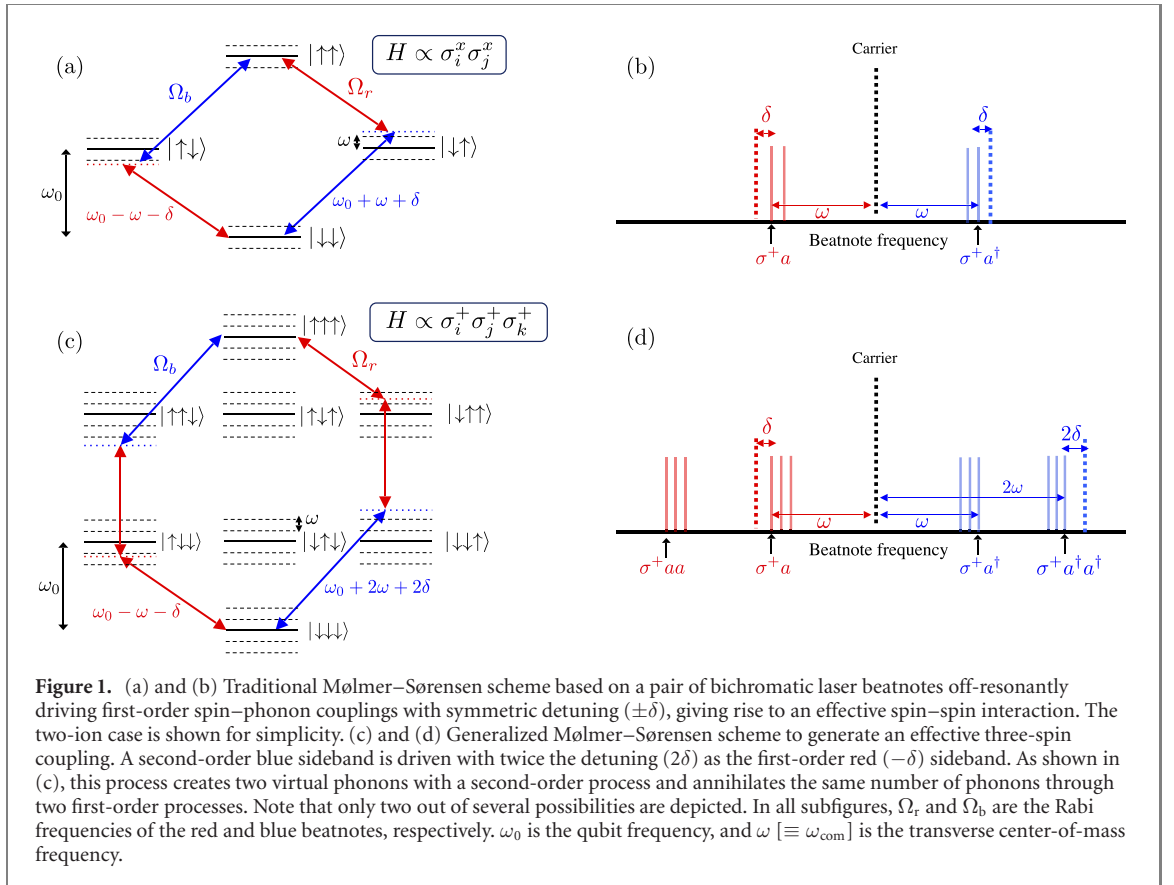 (a)
H ∝ σ_i^x σ_j^x
|↑↑⟩
Ω_b
Ω_r
|↑↓⟩
ω
|↓↑⟩
ω₀
ω₀ − ω − δ
ω₀ + ω + δ
|↓↓⟩
(b)
Carrier
δ
δ
ω
ω
Beatnote frequency
σ⁺a
σ⁺a†
(c)
H ∝ σ_i^+ σ_j^+ σ_k^+
|↑↑↑⟩
Ω_b
Ω_r
|↑↑↓⟩
|↑↓↑⟩
|↓↑↑⟩
ω
|↑↓↓⟩
|↓↑↓⟩
|↓↓↑⟩
ω₀
ω₀ − ω − δ
ω₀ + 2ω + 2δ
|↓↓↓⟩
(d)
Carrier
δ
2δ
2ω
ω
ω
Beatnote frequency
σ⁺aa
σ⁺a
σ⁺a†
σ⁺a†a†
Figure 1. (a) and (b) Traditional Mølmer–Sørensen scheme based on a pair of bichromatic laser beatnotes off-resonantly
driving first-order spin–phonon couplings with symmetric detuning (±δ), giving rise to an effective spin–spin interaction. The
two-ion case is shown for simplicity. (c) and (d) Generalized Mølmer–Sørensen scheme to generate an effective three-spin
coupling. A second-order blue sideband is driven with twice the detuning (2δ) as the first-order red (−δ) sideband. As shown in
(c), this process creates two virtual phonons with a second-order process and annihilates the same number of phonons through
two first-order processes. Note that only two out of several possibilities are depicted. In all subfigures, Ω_r and Ω_b are the Rabi
frequencies of the red and blue beatnotes, respectively. ω₀ is the qubit frequency, and ω [≡ ω_com] is the transverse center-of-mass
frequency.